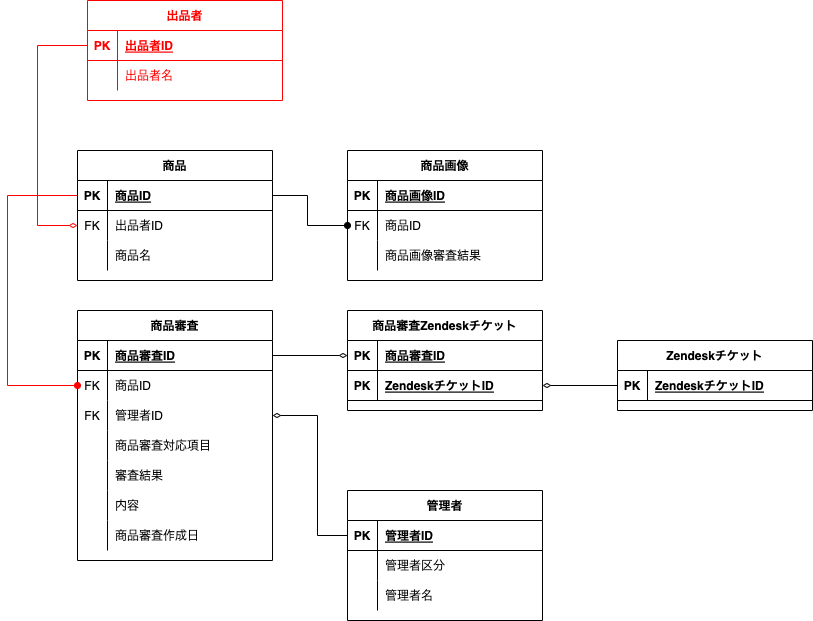 出品者
PK 出品者ID
出品者名
商品
PK 商品ID
FK 出品者ID
商品名
商品画像
PK 商品画像ID
FK 商品ID
商品画像審査結果
商品審査
PK 商品審査ID
FK 商品ID
FK 管理者ID
商品審査対応項目
審査結果
内容
商品審査作成日
商品審査Zendeskチケット
PK 商品審査ID
PK ZendeskチケットID
Zendeskチケット
PK ZendeskチケットID
管理者
PK 管理者ID
管理者区分
管理者名